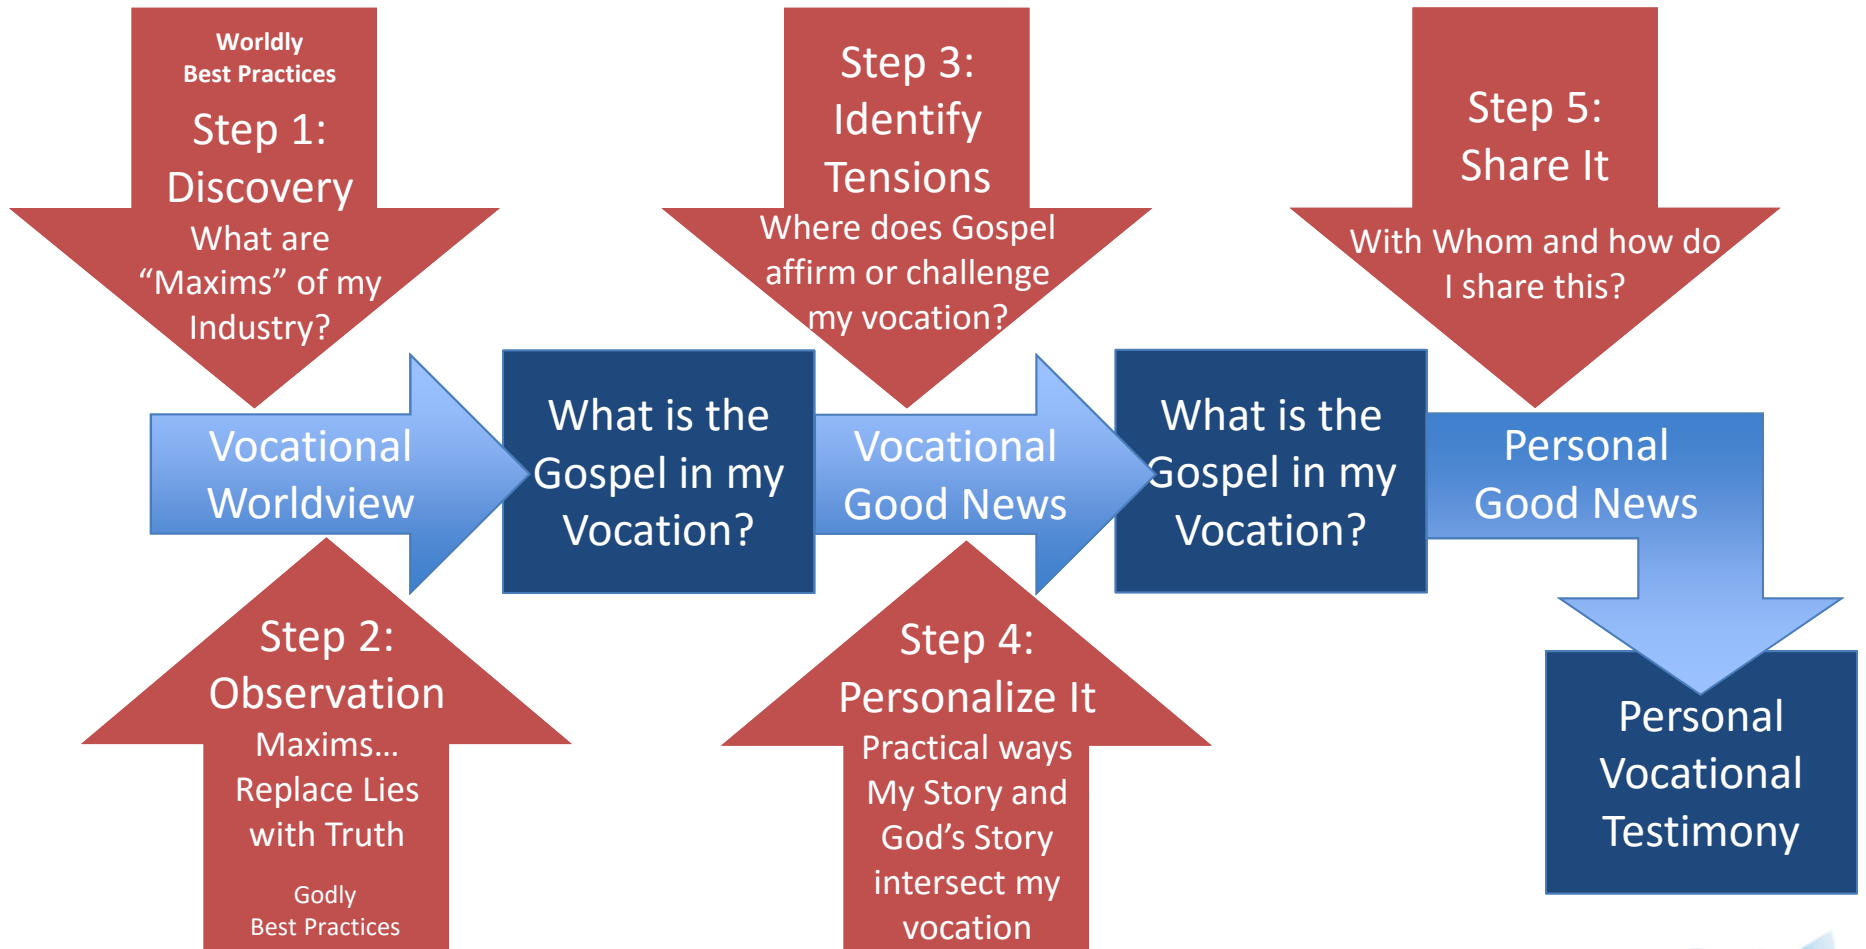 Worldly
Best Practices
Step 1:
Discovery
What are
“Maxims” of my
Industry?
Step 3:
Identify
Tensions
Where does Gospel
affirm or challenge
my vocation?
Step 5:
Share It
With Whom and how do
I share this?
Vocational
Worldview
What is the
Gospel in my
Vocation?
Vocational
Good News
What is the
Gospel in my
Vocation?
Personal
Good News
Step 2:
Observation
Maxims...
Replace Lies
with Truth
Godly
Best Practices
Step 4:
Personalize It
Practical ways
My Story and
God’s Story
intersect my
vocation
Personal
Vocational
Testimony